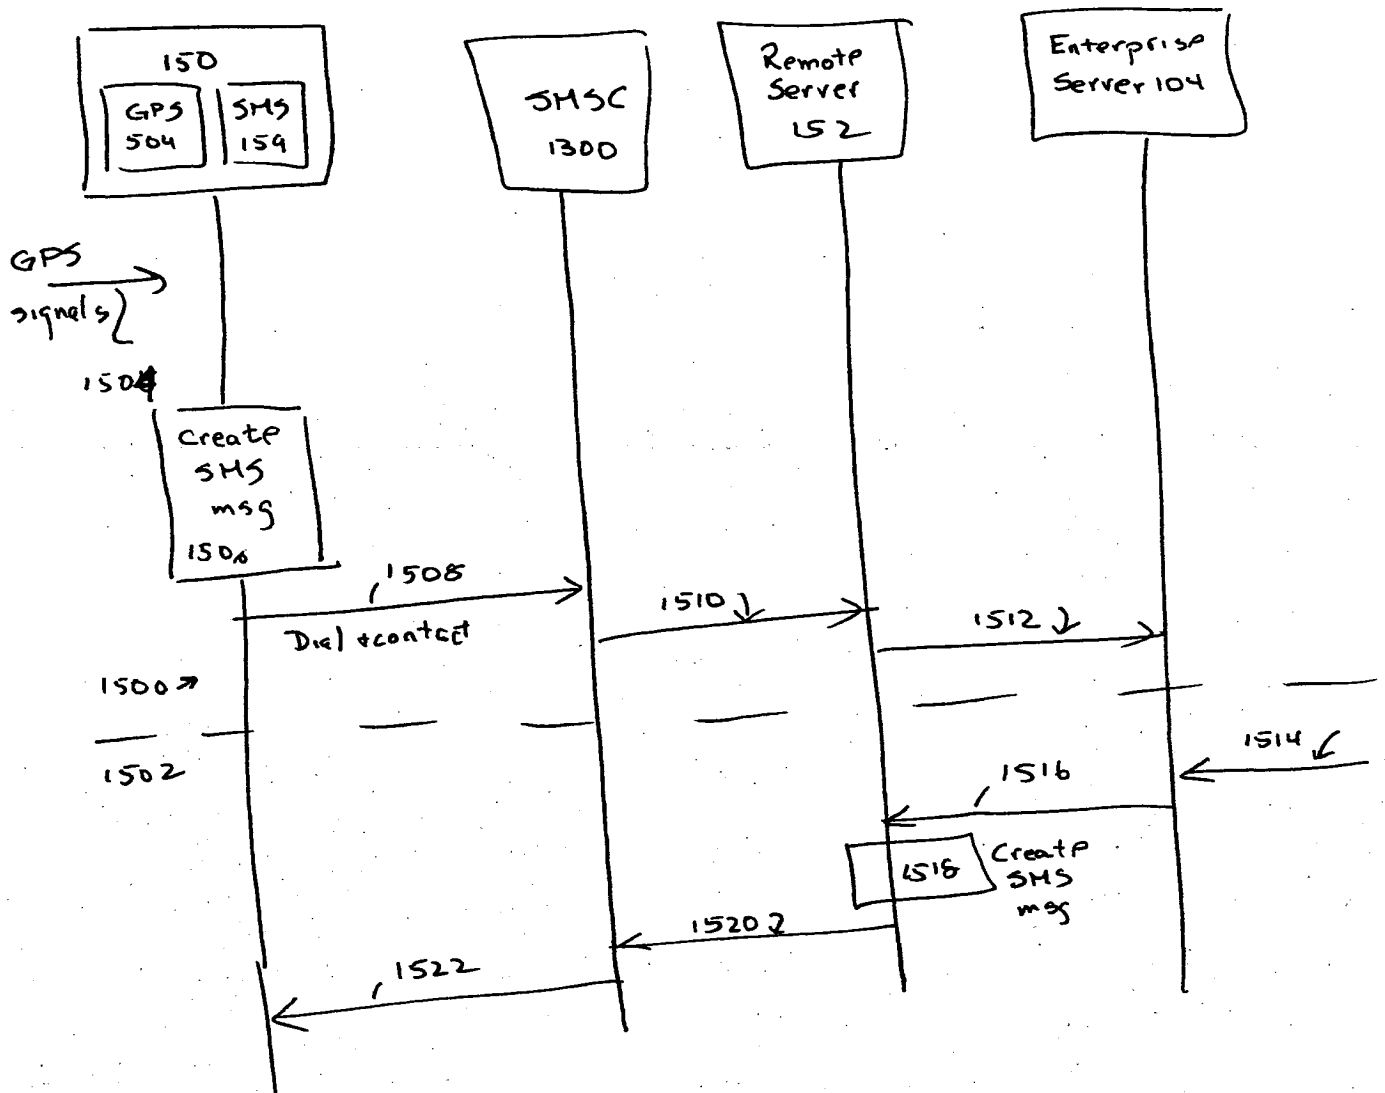 150
GPS
504
SMS
159
SMSC
1300
Remote
Server
152
Enterprise
Server 104
GPS
signals
1504
Create
SMS
msg
1506
1508
Dial + contact
1510
1512
1500
1502
1514
1516
1518
Create
SMS
msg
1520
1522